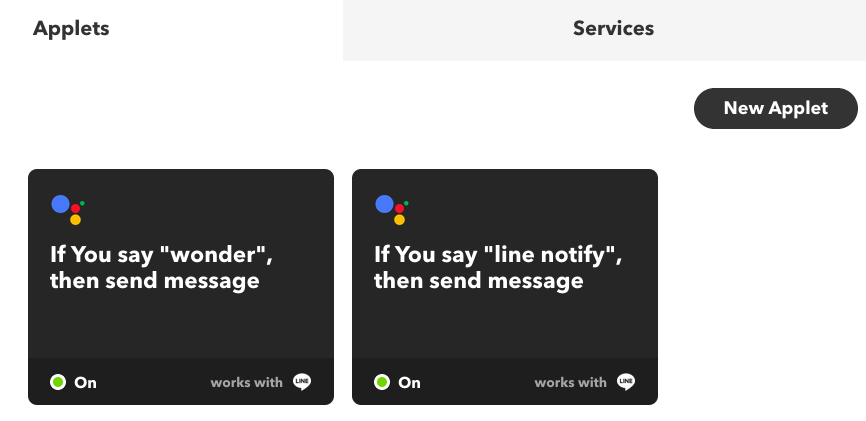 Applets
Services
New Applet
If You say "wonder",
then send message
On
works with
LINE
If You say "line notify",
then send message
On
works with
LINE